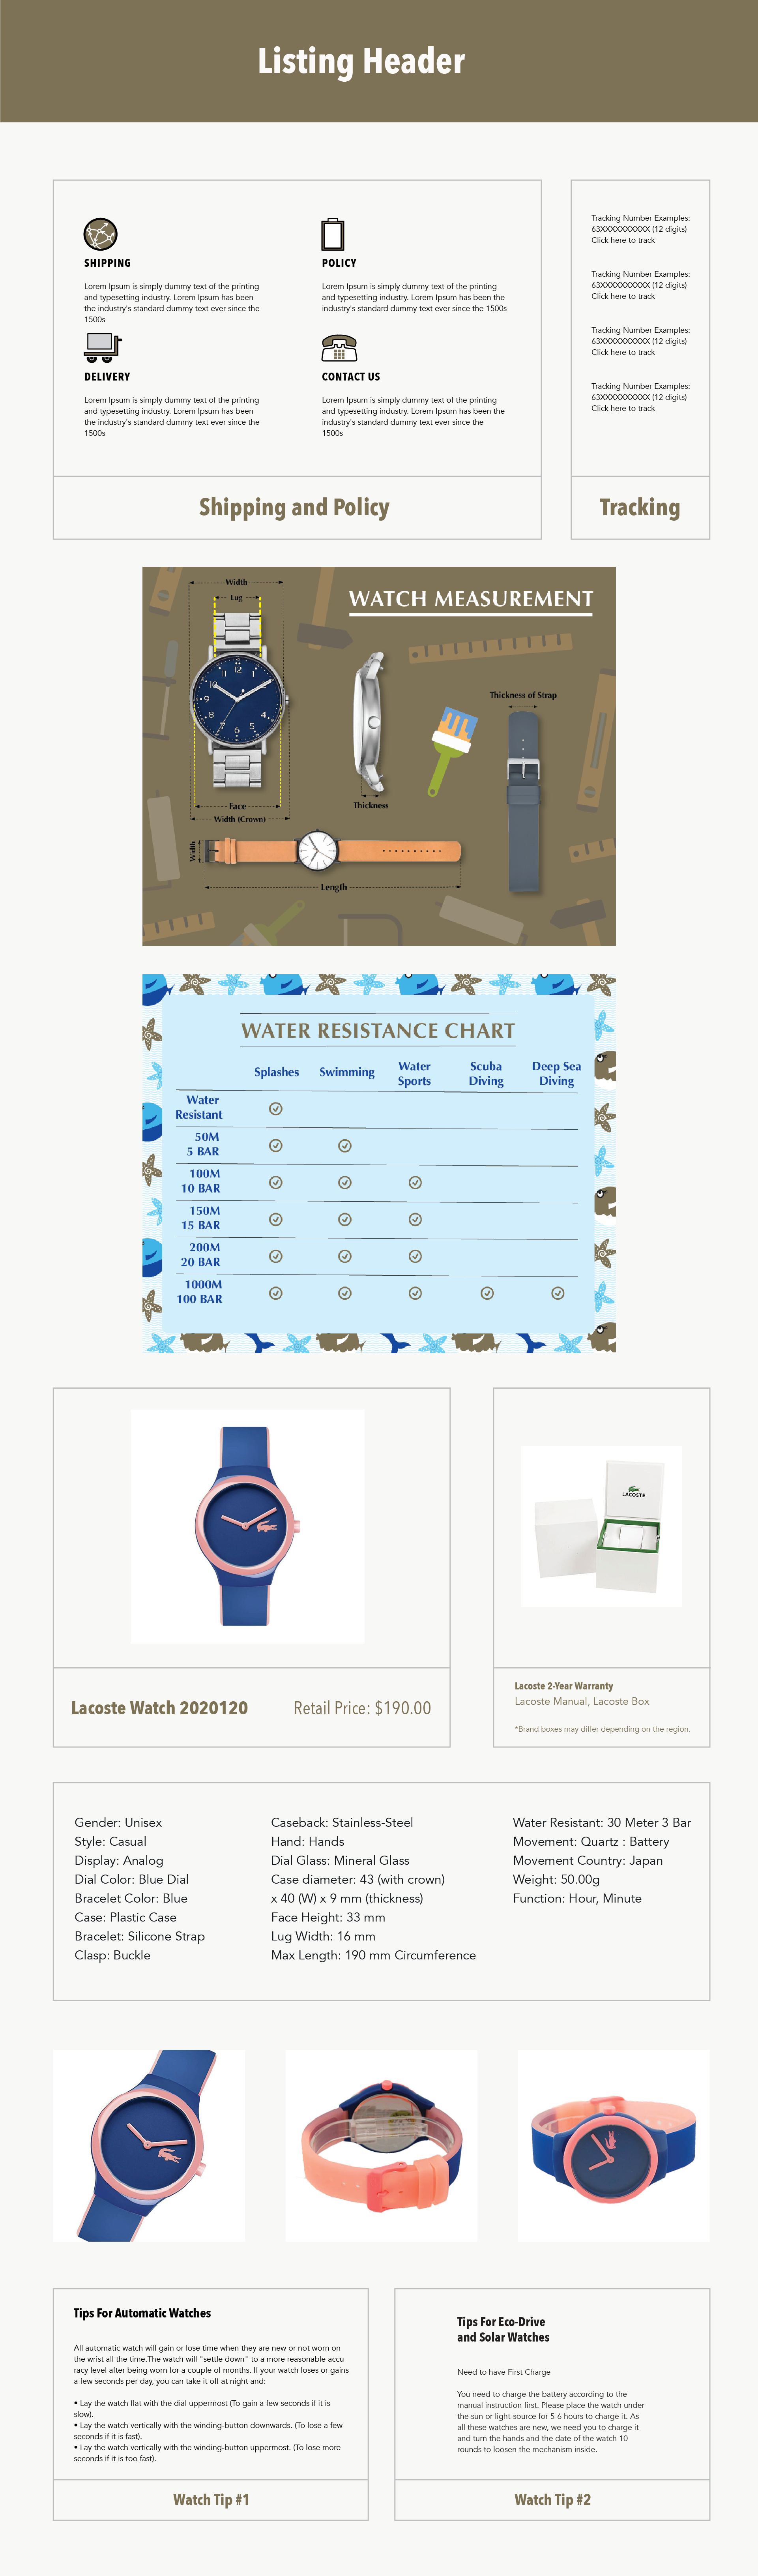 Listing Header
SHIPPING
Lorem Ipsum is simply dummy text of the printing
and typesetting industry. Lorem Ipsum has been
the industry's standard dummy text ever since the
1500s
POLICY
Lorem Ipsum is simply dummy text of the printing
and typesetting industry. Lorem Ipsum has been the
industry's standard dummy text ever since the 1500s
DELIVERY
Lorem Ipsum is simply dummy text of the printing
and typesetting industry. Lorem Ipsum has been
the industry's standard dummy text ever since the
1500s
CONTACT US
Lorem Ipsum is simply dummy text of the printing
and typesetting industry. Lorem Ipsum has been the
industry's standard dummy text ever since the
1500s
Shipping and Policy
Tracking Number Examples:
63XXXXXXXXXX (12 digits)
Click here to track
Tracking Number Examples:
63XXXXXXXXXX (12 digits)
Click here to track
Tracking Number Examples:
63XXXXXXXXXX (12 digits)
Click here to track
Tracking Number Examples:
63XXXXXXXXXX (12 digits)
Click here to track
Tracking
WATCH MEASUREMENT
Width
Lug
Face
Width (Crown)
Thickness
Thickness of Strap
Width
Length
WATER RESISTANCE CHART
Splashes
Swimming
Water
Sports
Scuba
Diving
Deep Sea
Diving
Water
Resistant
50M
5 BAR
100M
10 BAR
150M
15 BAR
200M
20 BAR
1000M
100 BAR
LACOSTE
Lacoste Watch 2020120
Retail Price: $190.00
Lacoste 2-Year Warranty
Lacoste Manual, Lacoste Box
*Brand boxes may differ depending on the region.
Gender: Unisex
Style: Casual
Display: Analog
Dial Color: Blue Dial
Bracelet Color: Blue
Case: Plastic Case
Bracelet: Silicone Strap
Clasp: Buckle
Caseback: Stainless-Steel
Hand: Hands
Dial Glass: Mineral Glass
Case diameter: 43 (with crown)
x 40 (W) x 9 mm (thickness)
Face Height: 33 mm
Lug Width: 16 mm
Max Length: 190 mm Circumference
Water Resistant: 30 Meter 3 Bar
Movement: Quartz : Battery
Movement Country: Japan
Weight: 50.00g
Function: Hour, Minute
Tips For Automatic Watches
All automatic watch will gain or lose time when they are new or not worn on
the wrist all the time.The watch will "settle down" to a more reasonable accu-
racy level after being worn for a couple of months. If your watch loses or gains
a few seconds per day, you can take it off at night and:
• Lay the watch flat with the dial uppermost (To gain a few seconds if it is
slow).
• Lay the watch vertically with the winding-button downwards. (To lose a few
seconds if it is fast).
• Lay the watch vertically with the winding-button uppermost. (To lose more
seconds if it is too fast).
Watch Tip #1
Tips For Eco-Drive
and Solar Watches
Need to have First Charge
You need to charge the battery according to the
manual instruction first. Please place the watch under
the sun or light-source for 5-6 hours to charge it. As
all these watches are new, we need you to charge it
and turn the hands and the date of the watch 10
rounds to loosen the mechanism inside.
Watch Tip #2